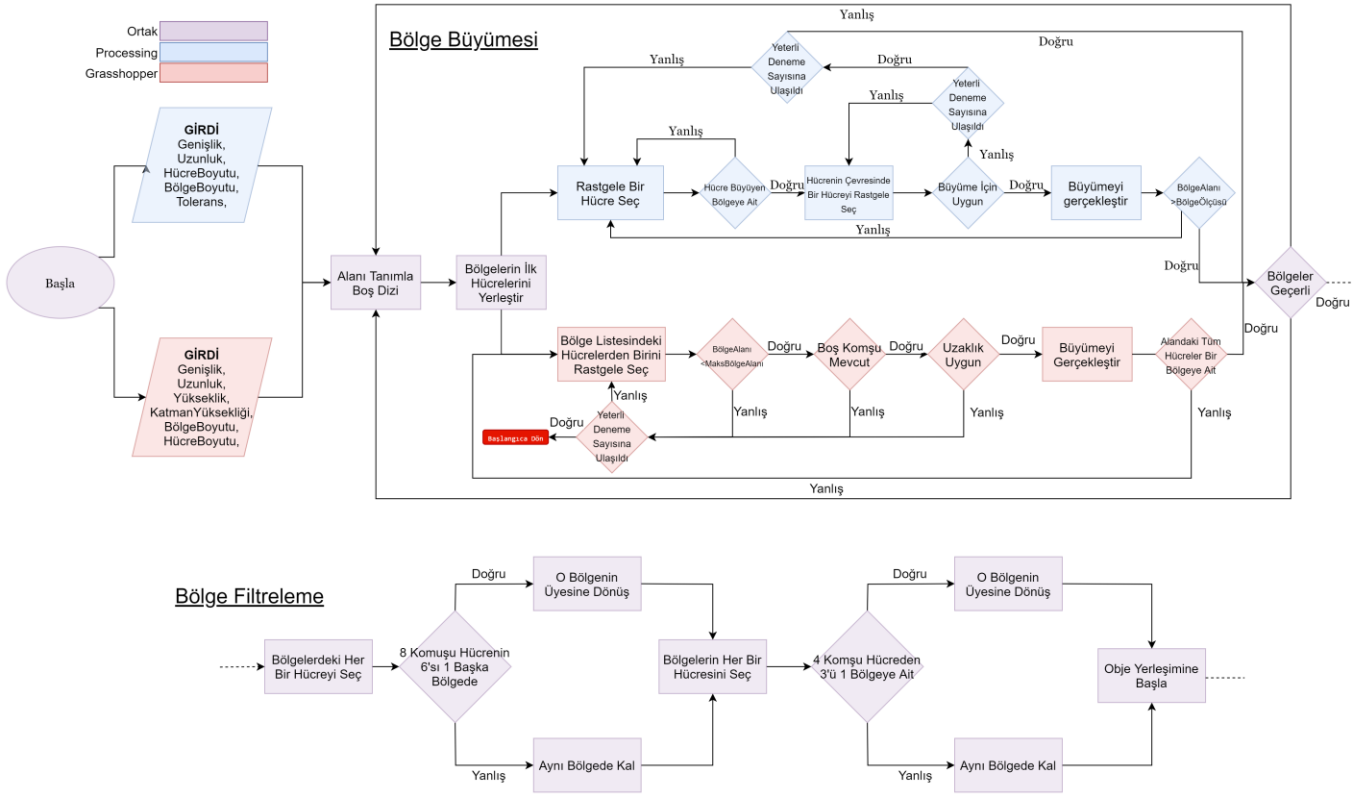 Ortak
Processing
Grasshopper
Başla
GİRDİ
Genişlik,
Uzunluk,
HücreBoyutu,
BölgeBoyutu,
Tolerans,
GİRDİ
Genişlik,
Uzunluk,
Yükseklik,
KatmanYüksekliği,
BölgeBoyutu,
HücreBoyutu,
Alanı Tanımla
Boş Dizi
Bölgelerin İlk
Hücrelerini
Yerleştir
Bölge Büyümesi
Yanlış
Doğru
Yeterli
Deneme
Sayısına
Ulaşıldı
Yanlış
Doğru
Yeterli
Deneme
Sayısına
Ulaşıldı
Yanlış
Yanlış
Yanlış
Rastgele Bir
Hücre Seç
Hücre Büyüyen
Bölgeye Ait
Doğru
Hücrenin Çevresinde
Bir Hücreyi Rastgele
Seç
Büyüme İçin
Uygun
Doğru
Büyümeyi
gerçekleştir
BölgeAlanı
>BölgeÖlçüsü
Yanlış
Doğru
Bölgeler
Geçerli
Doğru
Doğru
Bölge Listesindeki
Hücrelerden Birini
Rastgele Seç
BölgeAlanı
<MaksBölgeAlanı
Doğru
Boş Komşu
Mevcut
Doğru
Uzaklık
Uygun
Doğru
Büyümeyi
Gerçekleştir
Alandaki Tüm
Hücreler Bir
Bölgeye Ait
Yanlış
Yanlış
Yanlış
Yanlış
Yanlış
Yeterli
Deneme
Sayısına
Ulaşıldı
Doğru
Başlangıca Dön
Yanlış
Bölge Filtreleme
Bölgelerdeki Her
Bir Hücreyi Seç
8 Komuşu Hücrenin
6'sı 1 Başka
Bölgede
Doğru
O Bölgenin
Üyesine Dönüş
Yanlış
Aynı Bölgede Kal
Bölgelerin Her Bir
Hücresini Seç
4 Komşu Hücreden
3'ü 1 Bölgeye Ait
Doğru
O Bölgenin
Üyesine Dönüş
Yanlış
Aynı Bölgede Kal
Obje Yerleşimine
Başla